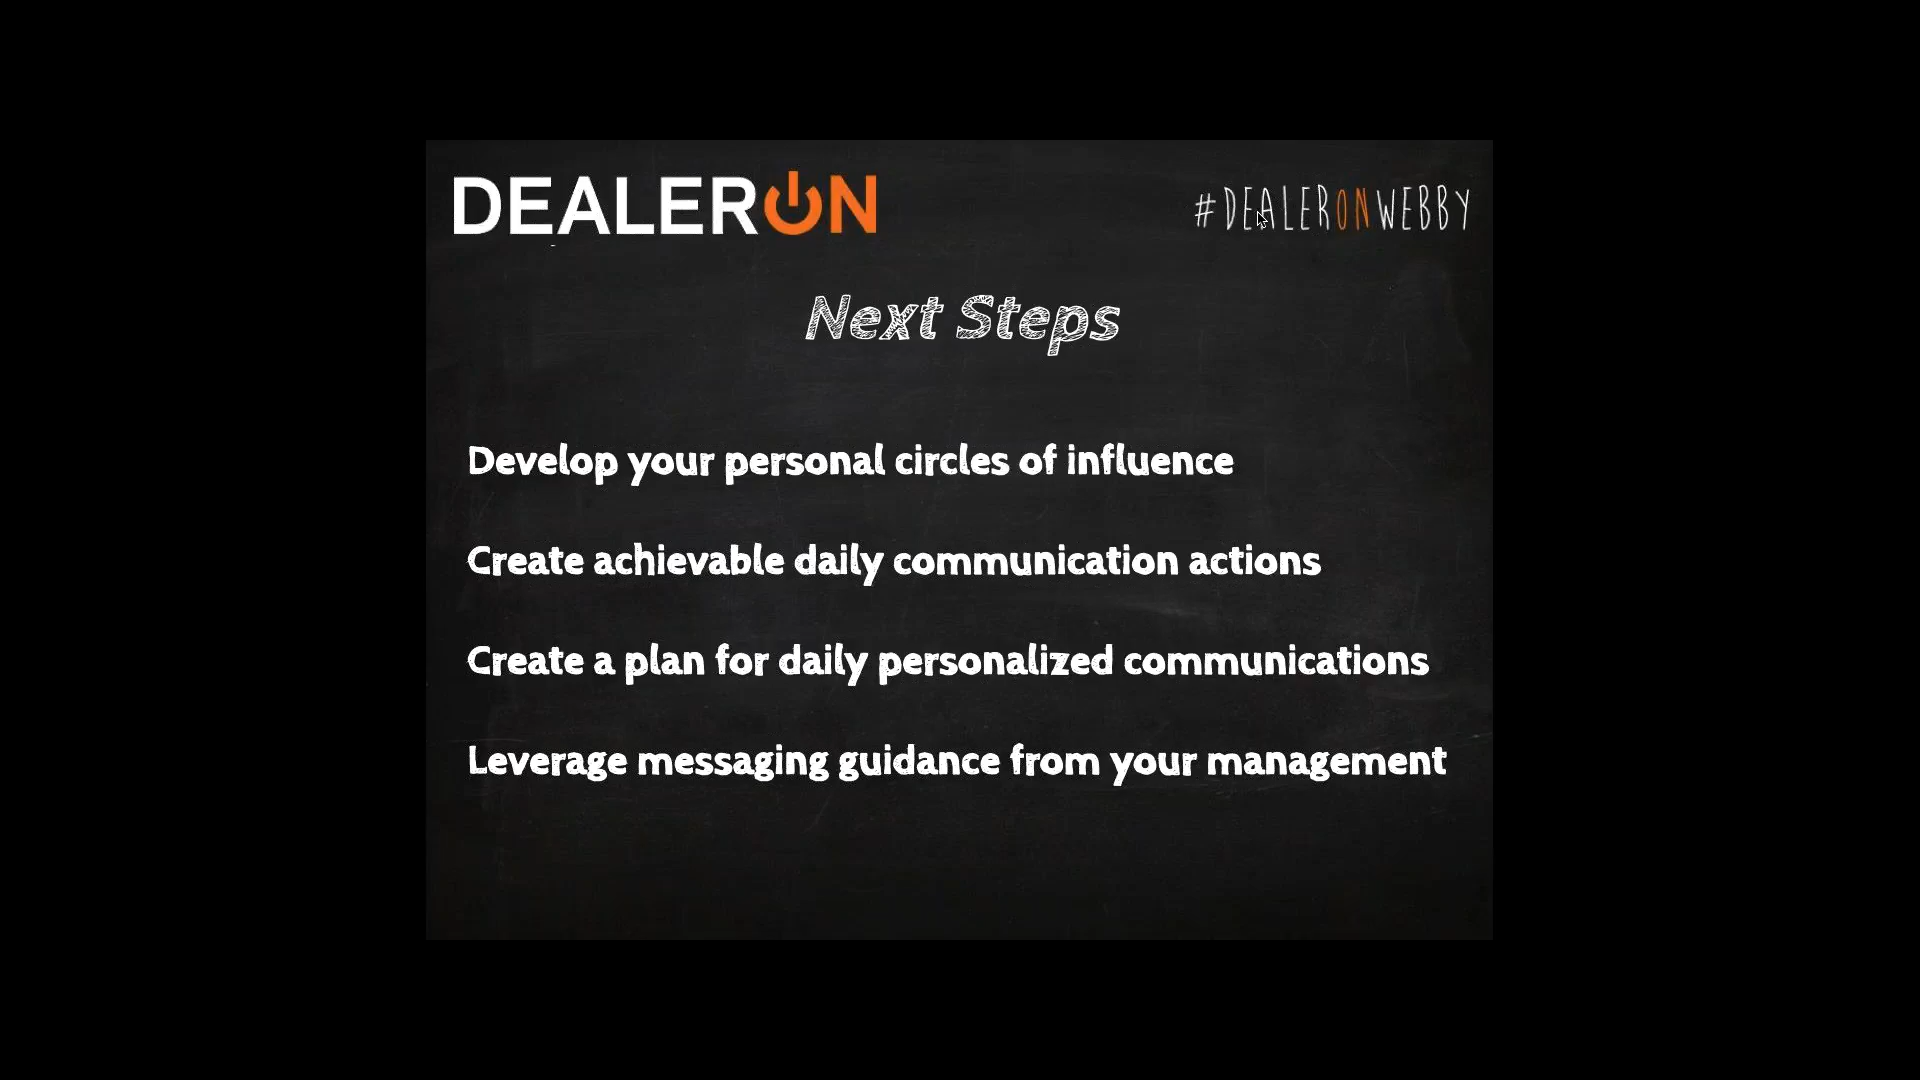 DEALERON
#DEALERONWEBBY
Next Steps
Develop your personal circles of influence
Create achievable daily communication actions
Create a plan for daily personalized communications
Leverage messaging guidance from your management